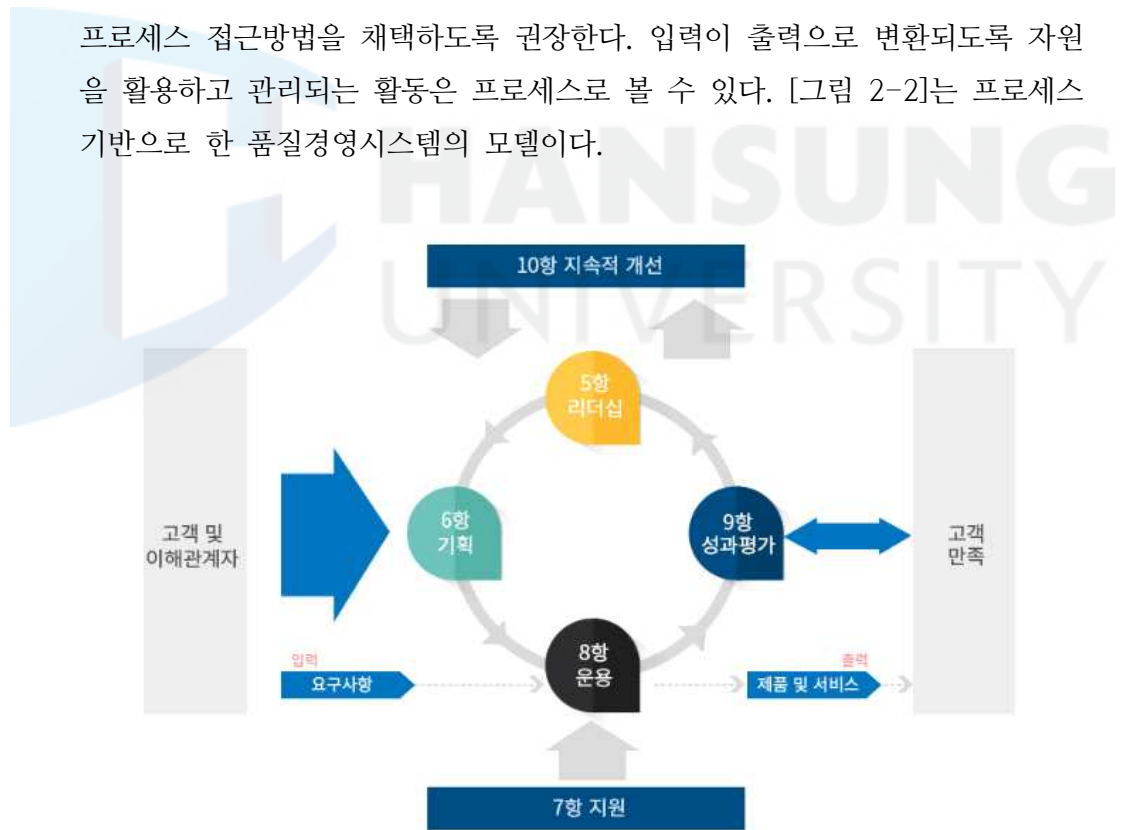 프로세스 접근방법을 채택하도록 권장한다. 입력이 출력으로 변환되도록 자원
을 활용하고 관리되는 활동은 프로세스로 볼 수 있다. [그림 2-2]는 프로세스
기반으로 한 품질경영시스템의 모델이다.
HANSUNG
UNIVERSITY
10항 지속적 개선
5항
리더십
고객 및
이해관계자
6항
기획
9항
성과평가
고객
만족
입력
요구사항
8항
운용
출력
제품 및 서비스
7항 지원